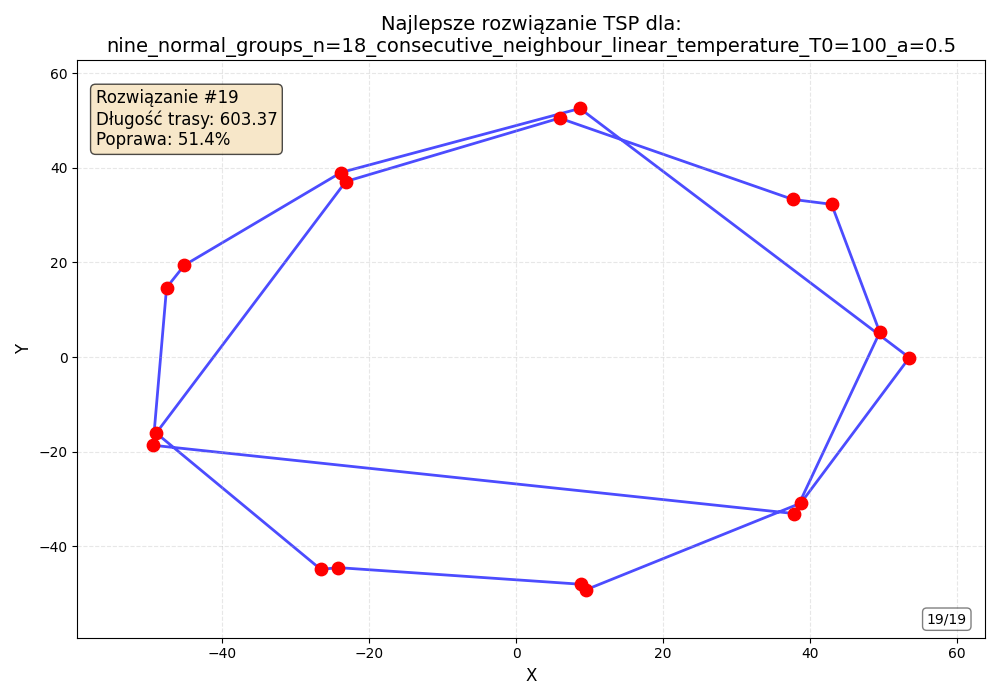 Najlepsze rozwiązanie TSP dla:
nine_normal_groups_n=18_consecutive_neighbour_linear_temperature_T0=100_a=0.5
Rozwiązanie #19
Długość trasy: 603.37
Poprawa: 51.4%
60
40
20
0
−20
−40
Y
19/19
−40
−20
0
20
40
60
X